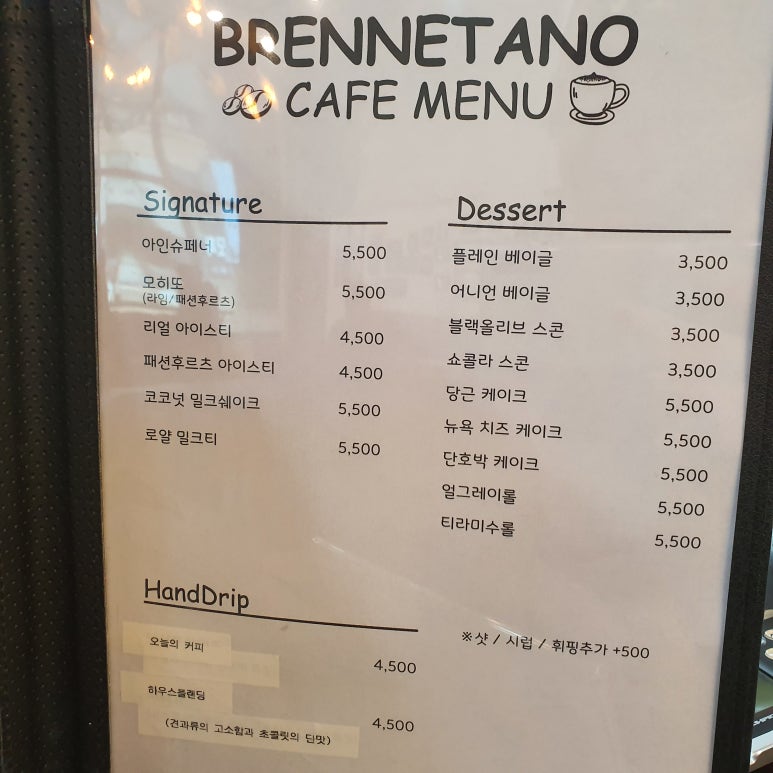 BRENNETANO
CAFE MENU
Signature
아인슈페너 5,500
모히또 5,500
(라임/패션후르츠)
리얼 아이스티 4,500
패션후르츠 아이스티 4,500
코코넛 밀크쉐이크 5,500
로얄 밀크티 5,500
Dessert
플레인 베이글 3,500
어니언 베이글 3,500
블랙올리브 스콘 3,500
쇼콜라 스콘 3,500
당근 케이크 5,500
뉴욕 치즈 케이크 5,500
단호박 케이크 5,500
얼그레이롤 5,500
티라미수롤 5,500
HandDrip
오늘의 커피 4,500
하우스블랜딩 4,500
(견과류의 고소함과 초콜릿의 단맛)
※샷 / 시럽 / 휘핑추가 +500